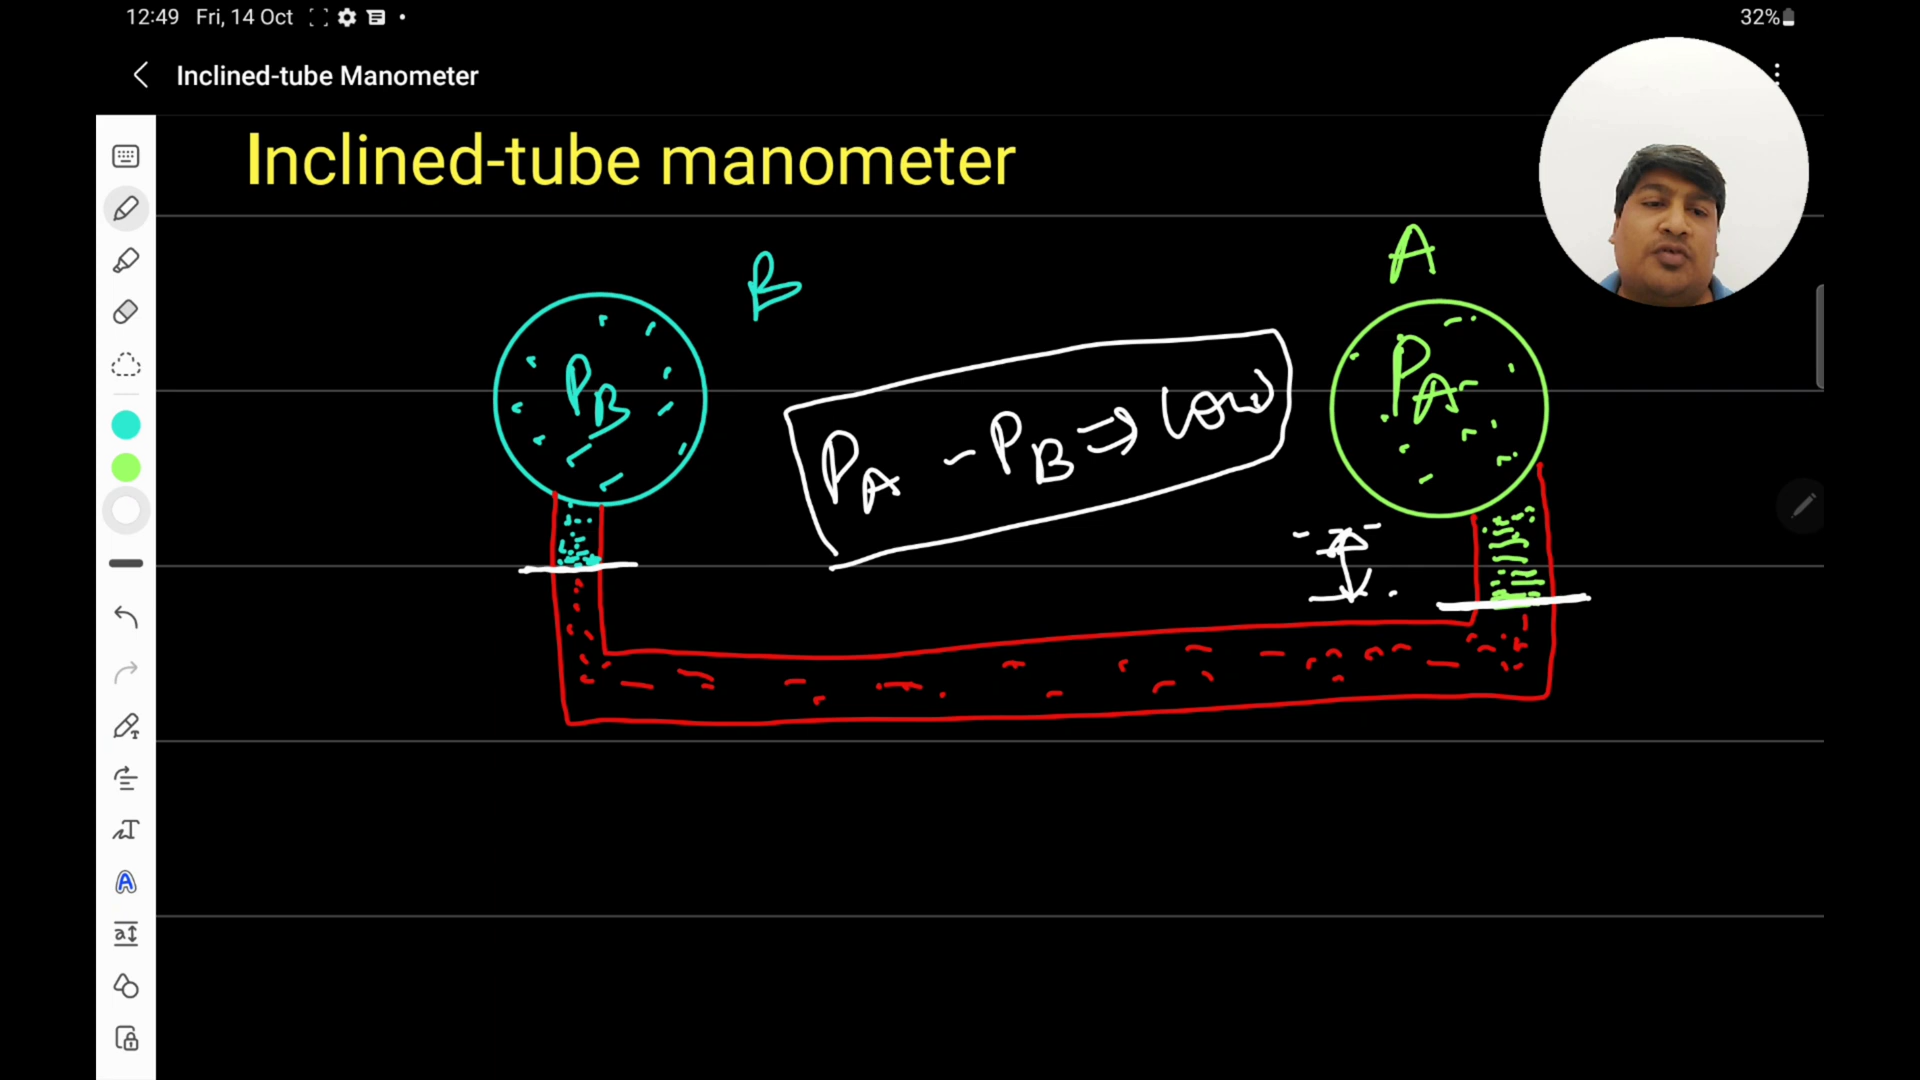 12:49 Fri, 14 Oct
32%
Inclined-tube Manometer
Inclined-tube manometer
B
A
PB
PA
PA - PB ⇒ low